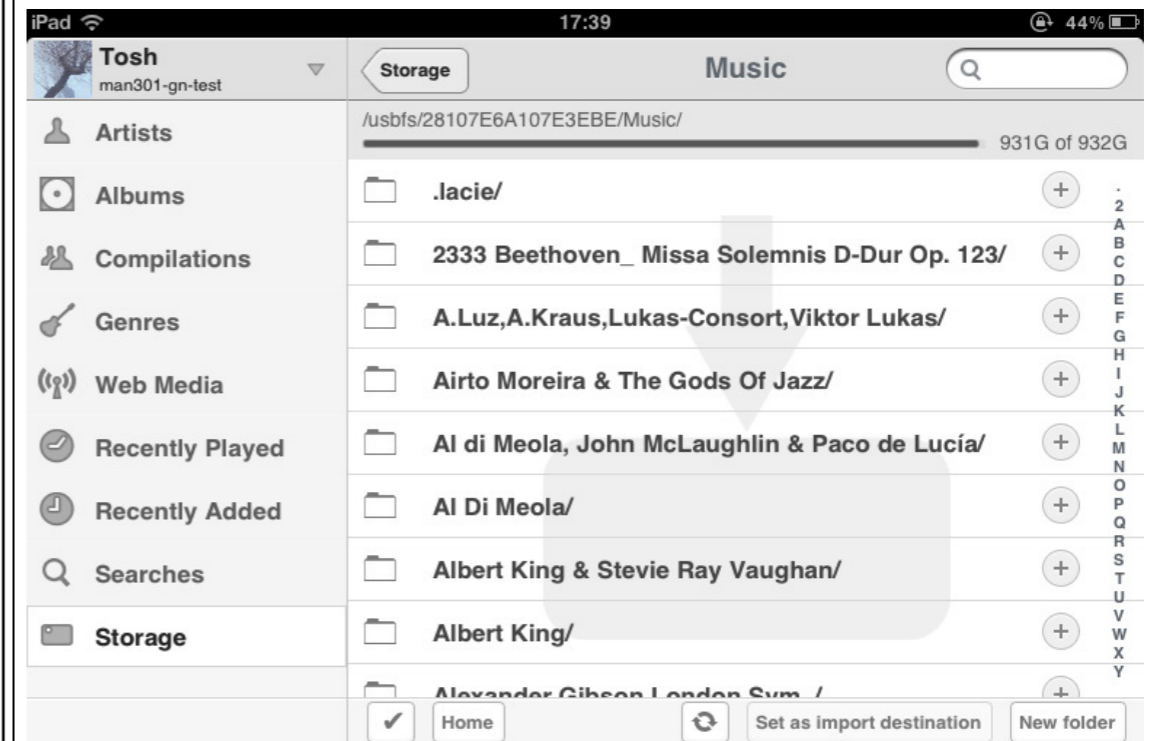 iPad 17:39 44%
Tosh
man301-gn-test
Artists
Albums
Compilations
Genres
Web Media
Recently Played
Recently Added
Searches
Storage
Storage Music
/usbfs/28107E6A107E3EBE/Music/
931G of 932G
.lacie/
2333 Beethoven_ Missa Solemnis D-Dur Op. 123/
A.Luz,A.Kraus,Lukas-Consort,Viktor Lukas/
Airto Moreira & The Gods Of Jazz/
Al di Meola, John McLaughlin & Paco de Lucía/
Al Di Meola/
Albert King & Stevie Ray Vaughan/
Albert King/
Alexander Gibson London Sym_/
.
2
A
B
C
D
E
F
G
H
I
J
K
L
M
N
O
P
Q
R
S
T
U
V
W
X
Y
Home Set as import destination New folder